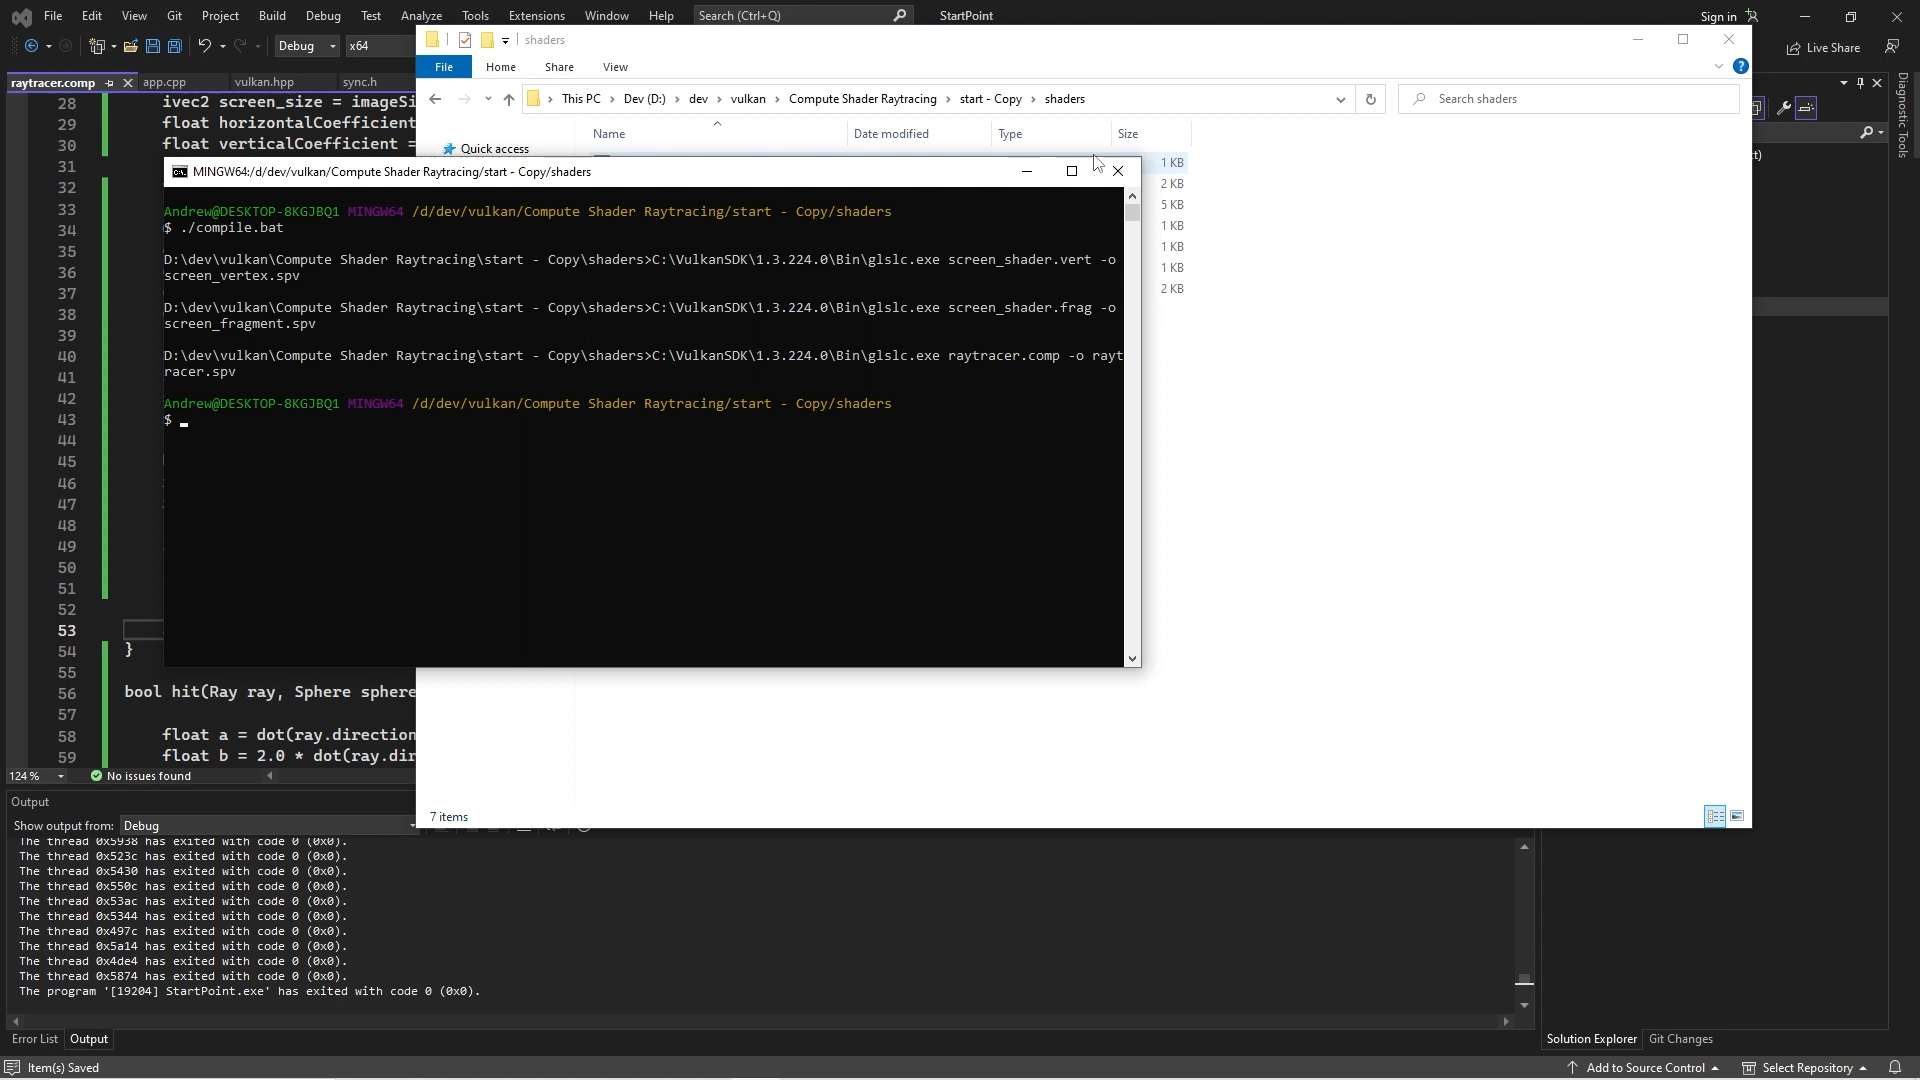 File Edit View Git Project Build Debug Test Analyze Tools Extensions Window Help Search (Ctrl+Q) StartPoint Sign in
Debug x64 Live Share
raytracer.comp app.cpp vulkan.hpp sync.h
28 ivec2 screen_size = imageSi
29 float horizontalCoefficient
30 float verticalCoefficient =
31
32
33
34
35
36
37
38
39
40
41
42
43
44
45
46
47
48
49
50
51
52
53
54 }
55
56 bool hit(Ray ray, Sphere sphere
57
58 float a = dot(ray.direction
59 float b = 2.0 * dot(ray.dir
124 % No issues found
shaders
File Home Share View
This PC › Dev (D:) › dev › vulkan › Compute Shader Raytracing › start - Copy › shaders
Search shaders
Name Date modified Type Size
Quick access
1 KB
2 KB
5 KB
1 KB
1 KB
1 KB
2 KB
7 items
MINGW64:/d/dev/vulkan/Compute Shader Raytracing/start - Copy/shaders
Andrew@DESKTOP-8KGJBQ1 MINGW64 /d/dev/vulkan/Compute Shader Raytracing/start - Copy/shaders
$ ./compile.bat
D:\dev\vulkan\Compute Shader Raytracing\start - Copy\shaders>C:\VulkanSDK\1.3.224.0\Bin\glslc.exe screen_shader.vert -o
screen_vertex.spv
D:\dev\vulkan\Compute Shader Raytracing\start - Copy\shaders>C:\VulkanSDK\1.3.224.0\Bin\glslc.exe screen_shader.frag -o
screen_fragment.spv
D:\dev\vulkan\Compute Shader Raytracing\start - Copy\shaders>C:\VulkanSDK\1.3.224.0\Bin\glslc.exe raytracer.comp -o rayt
racer.spv
Andrew@DESKTOP-8KGJBQ1 MINGW64 /d/dev/vulkan/Compute Shader Raytracing/start - Copy/shaders
$
Diagnostic Tools
Output
Show output from: Debug
The thread 0x5938 has exited with code 0 (0x0).
The thread 0x523c has exited with code 0 (0x0).
The thread 0x5430 has exited with code 0 (0x0).
The thread 0x550c has exited with code 0 (0x0).
The thread 0x53ac has exited with code 0 (0x0).
The thread 0x5344 has exited with code 0 (0x0).
The thread 0x497c has exited with code 0 (0x0).
The thread 0x5a14 has exited with code 0 (0x0).
The thread 0x4de4 has exited with code 0 (0x0).
The thread 0x5874 has exited with code 0 (0x0).
The program '[19204] StartPoint.exe' has exited with code 0 (0x0).
Error List Output
Solution Explorer Git Changes
Item(s) Saved Add to Source Control Select Repository